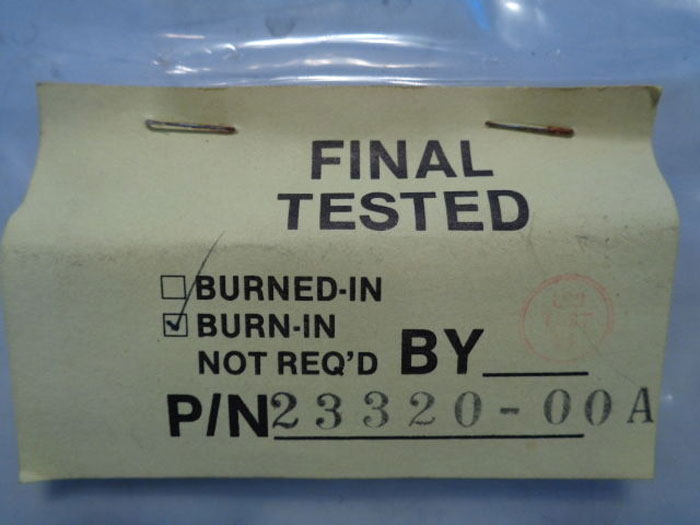 FINAL
TESTED
BURNED-IN
BURN-IN
NOT REQ'D BY
P/N 23320-00A